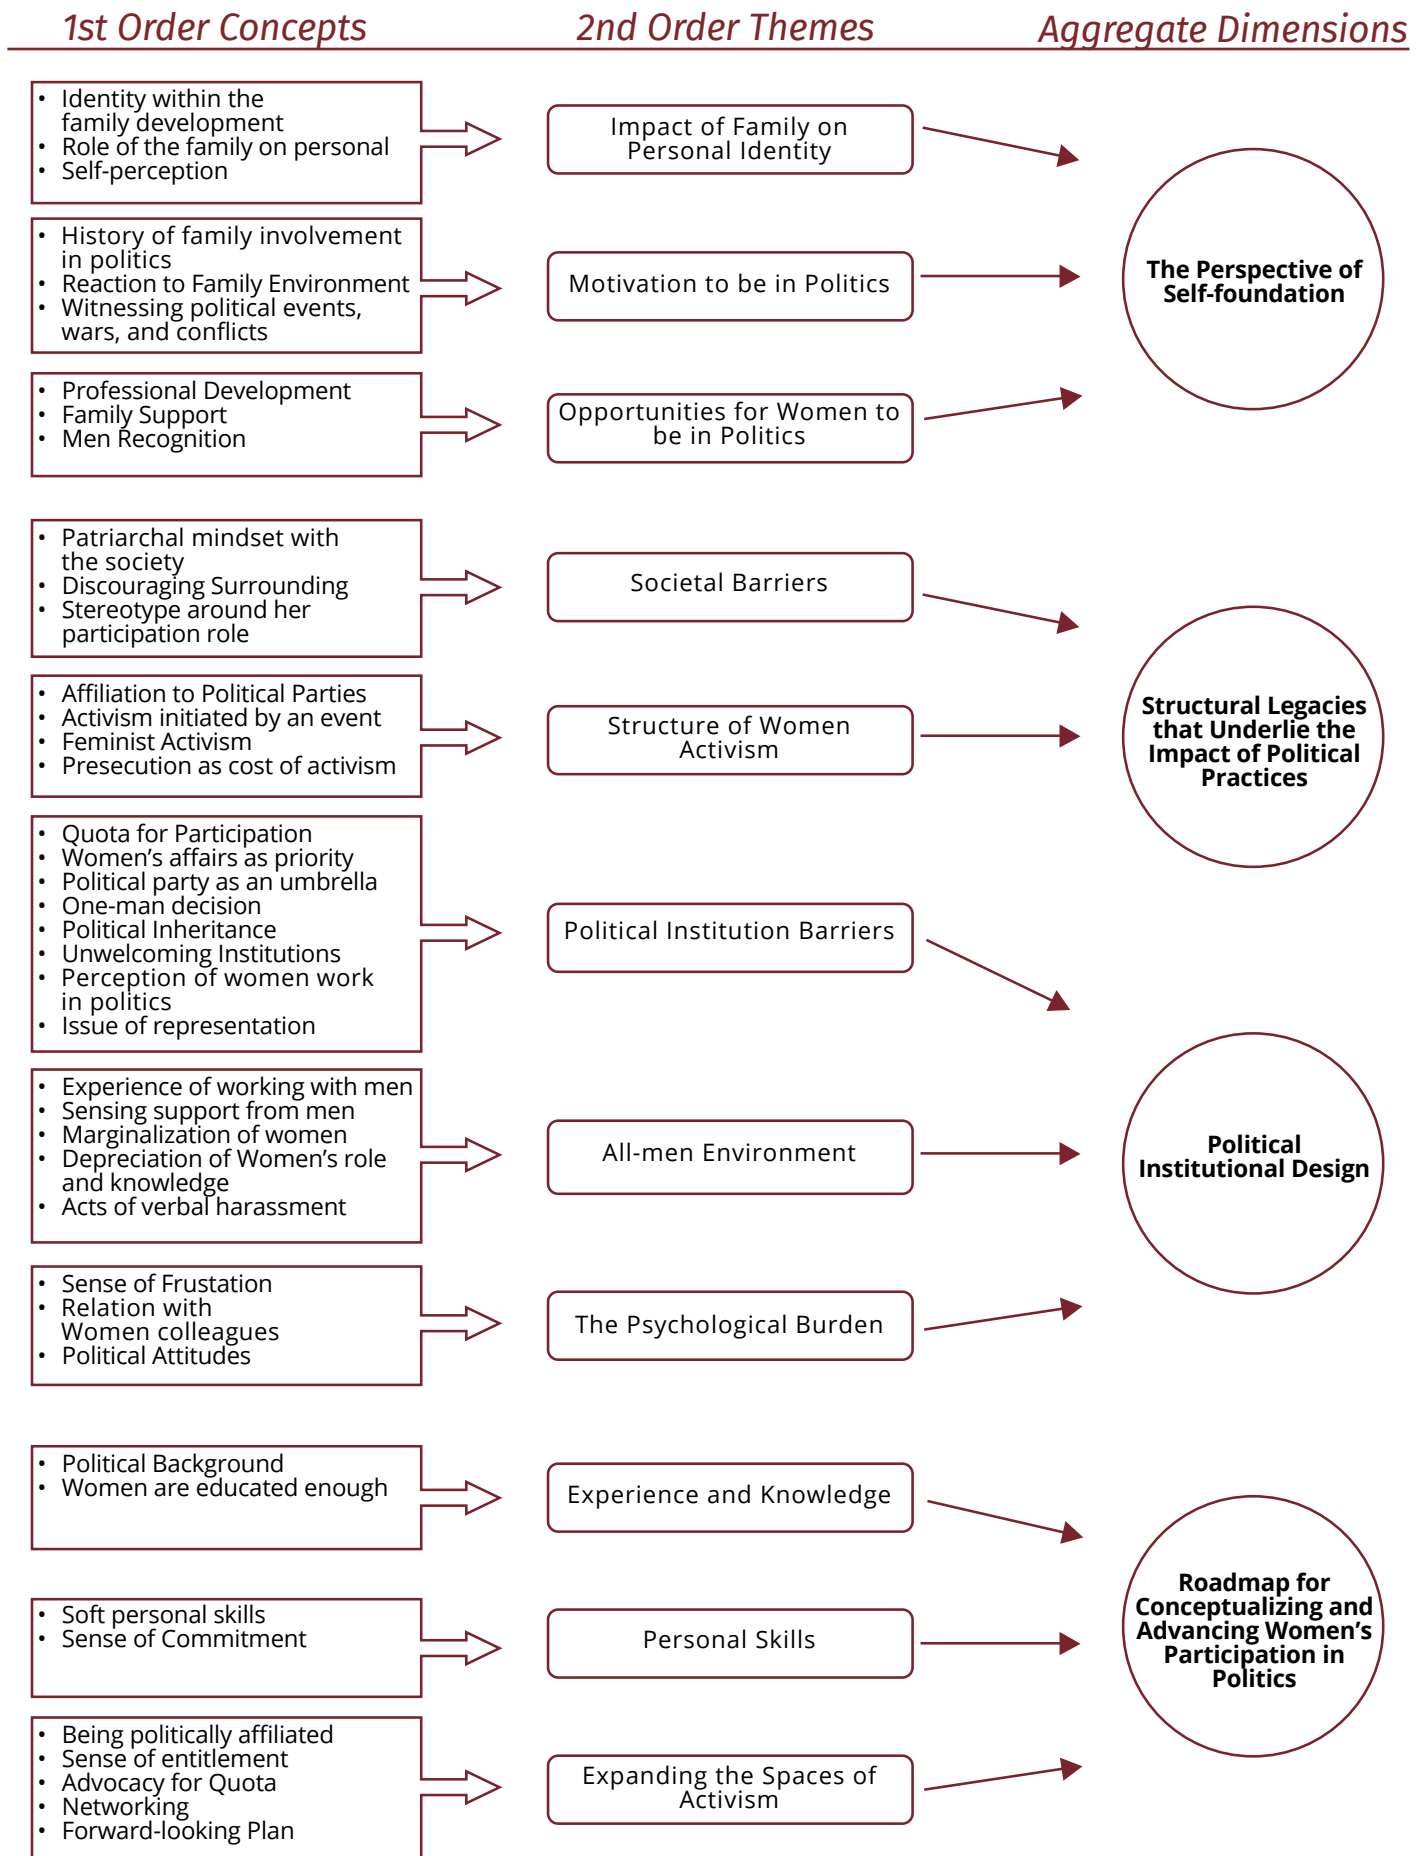 1st Order Concepts
2nd Order Themes
Aggregate Dimensions
• Identity within the
family development
• Role of the family on personal
• Self-perception
Impact of Family on
Personal Identity
• History of family involvement
in politics
• Reaction to Family Environment
• Witnessing political events,
wars, and conflicts
Motivation to be in Politics
• Professional Development
• Family Support
• Men Recognition
Opportunities for Women to
be in Politics
The Perspective of
Self-foundation
• Patriarchal mindset with
the society
• Discouraging Surrounding
• Stereotype around her
participation role
Societal Barriers
• Affiliation to Political Parties
• Activism initiated by an event
• Feminist Activism
• Presecution as cost of activism
Structure of Women
Activism
Structural Legacies
that Underlie the
Impact of Political
Practices
• Quota for Participation
• Women's affairs as priority
• Political party as an umbrella
• One-man decision
• Political Inheritance
• Unwelcoming Institutions
• Perception of women work
in politics
• Issue of representation
Political Institution Barriers
• Experience of working with men
• Sensing support from men
• Marginalization of women
• Depreciation of Women's role
and knowledge
• Acts of verbal harassment
All-men Environment
• Sense of Frustation
• Relation with
Women colleagues
• Political Attitudes
The Psychological Burden
Political
Institutional Design
• Political Background
• Women are educated enough
Experience and Knowledge
• Soft personal skills
• Sense of Commitment
Personal Skills
• Being politically affiliated
• Sense of entitlement
• Advocacy for Quota
• Networking
• Forward-looking Plan
Expanding the Spaces of
Activism
Roadmap for
Conceptualizing and
Advancing Women's
Participation in
Politics